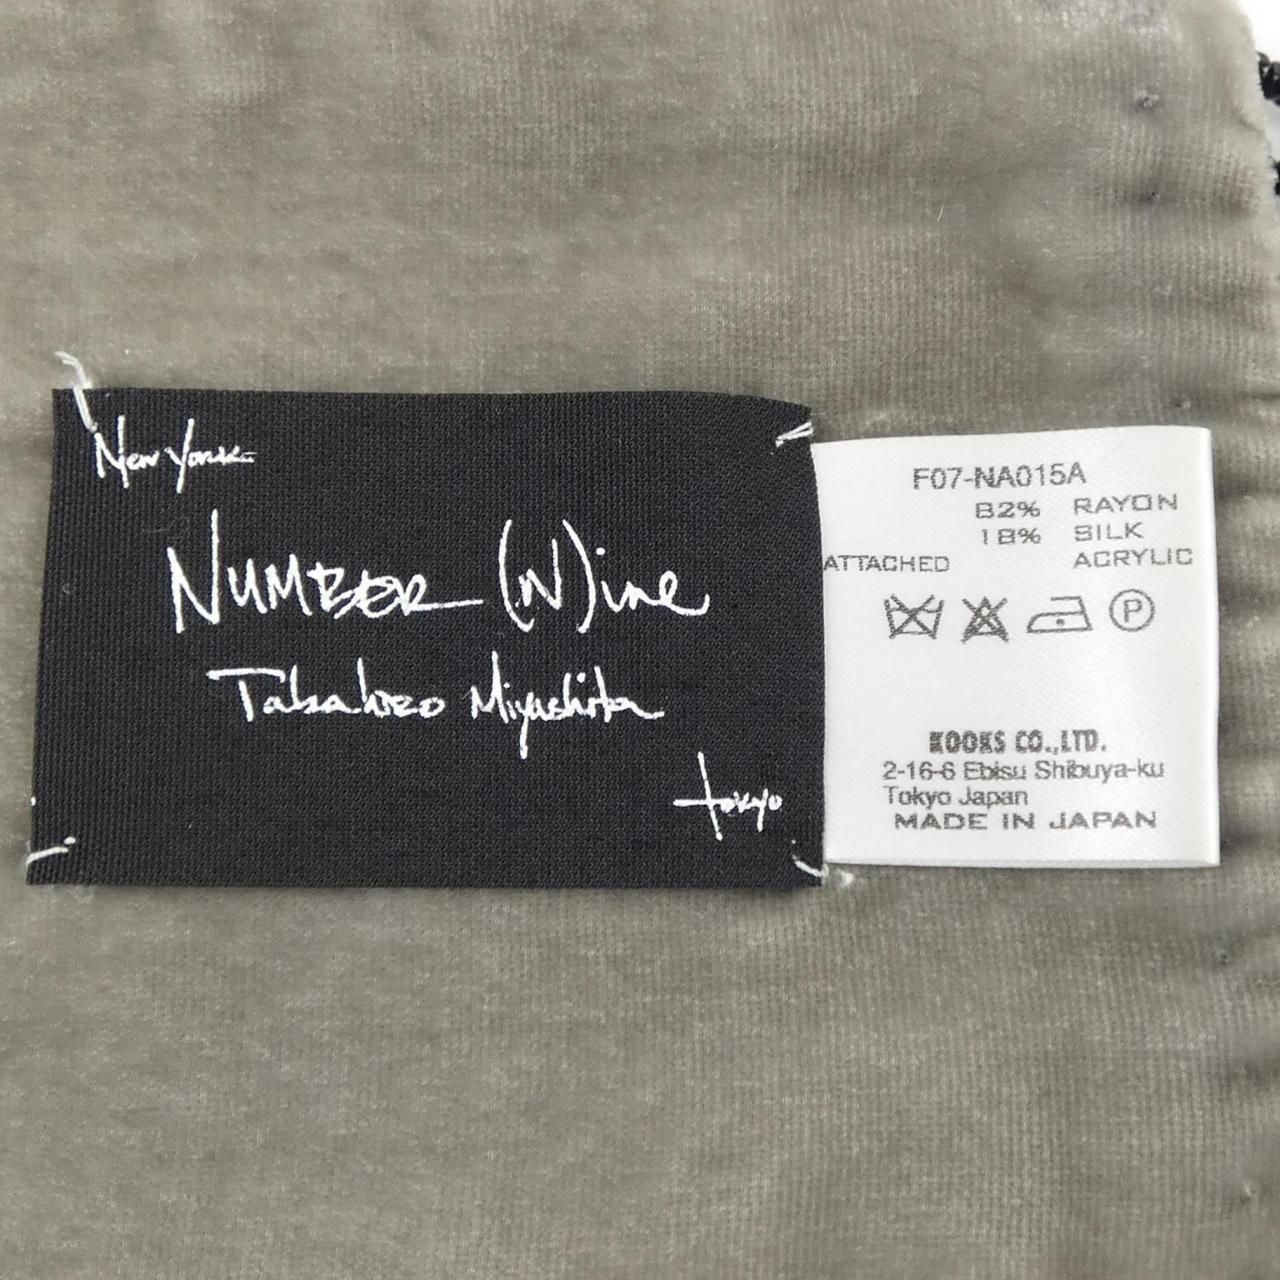 New York
NUMBER (N)ine
Takahiro Miyashita
tokyo
F07-NA015A
82% RAYON
18% SILK
ATTACHED ACRYLIC
P
KOOKS CO.,LTD.
2-16-6 Ebisu Shibuya-ku
Tokyo Japan
MADE IN JAPAN